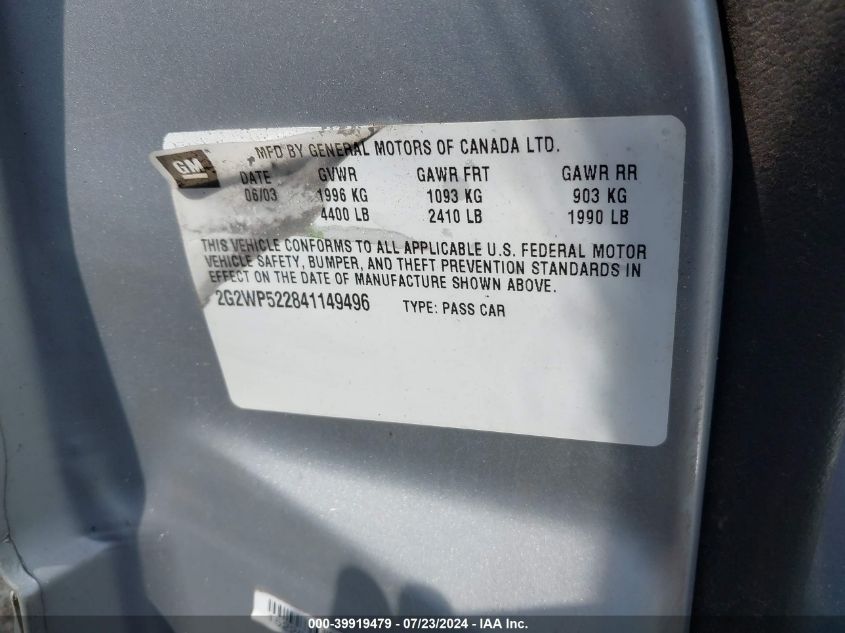 MFD BY GENERAL MOTORS OF CANADA LTD.
GM
DATE GVWR GAWR FRT GAWR RR
06/03 1996 KG 1093 KG 903 KG
4400 LB 2410 LB 1990 LB
THIS VEHICLE CONFORMS TO ALL APPLICABLE U.S. FEDERAL MOTOR
VEHICLE SAFETY, BUMPER, AND THEFT PREVENTION STANDARDS IN
EFFECT ON THE DATE OF MANUFACTURE SHOWN ABOVE.
2G2WP522841149496 TYPE: PASS CAR
000-39919479 - 07/23/2024 - IAA Inc.